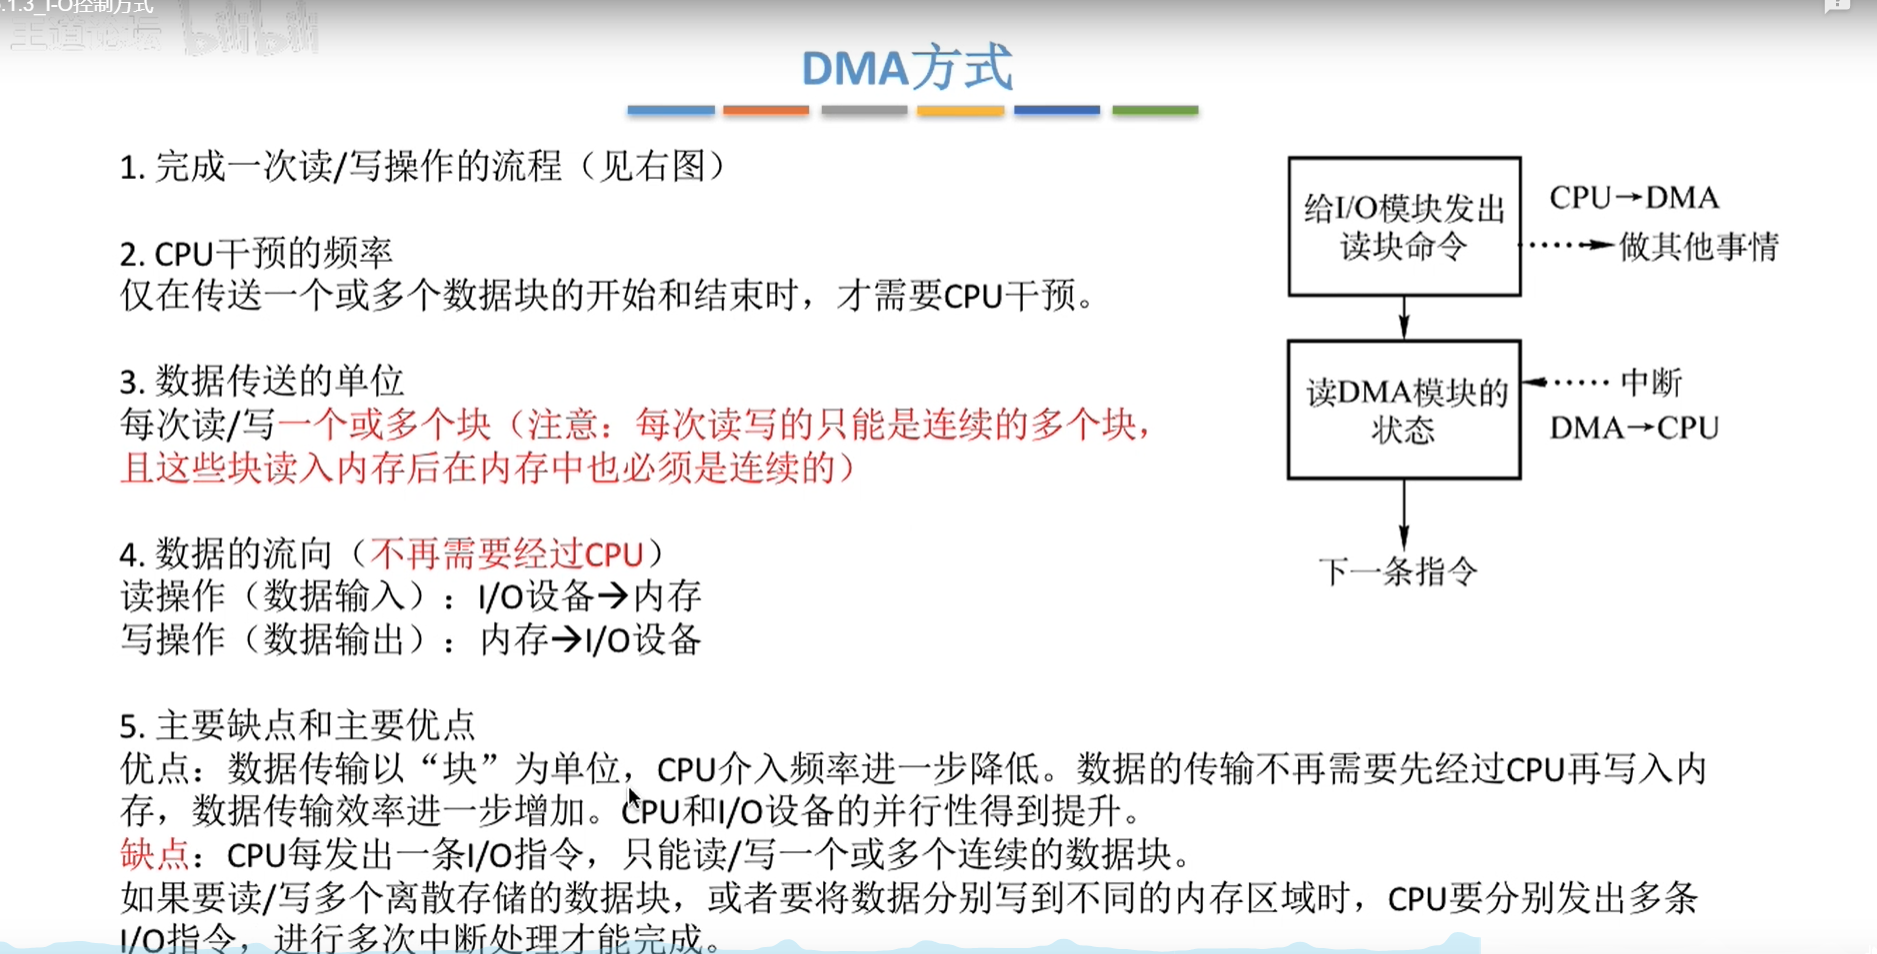 .1.3_I-O控制方式
王道论坛 bilibili
DMA方式
1. 完成一次读/写操作的流程（见右图）
2. CPU干预的频率
仅在传送一个或多个数据块的开始和结束时，才需要CPU干预。
3. 数据传送的单位
每次读/写一个或多个块（注意：每次读写的只能是连续的多个块，
且这些块读入内存后在内存中也必须是连续的）
4. 数据的流向（不再需要经过CPU）
读操作（数据输入）：I/O设备→内存
写操作（数据输出）：内存→I/O设备
5. 主要缺点和主要优点
优点：数据传输以“块”为单位，CPU介入频率进一步降低。数据的传输不再需要先经过CPU再写入内
存，数据传输效率进一步增加。CPU和I/O设备的并行性得到提升。
缺点：CPU每发出一条I/O指令，只能读/写一个或多个连续的数据块。
如果要读/写多个离散存储的数据块，或者要将数据分别写到不同的内存区域时，CPU要分别发出多条
I/O指令，进行多次中断处理才能完成。
给I/O模块发出
读块命令
CPU→DMA
做其他事情
读DMA模块的
状态
中断
DMA→CPU
下一条指令